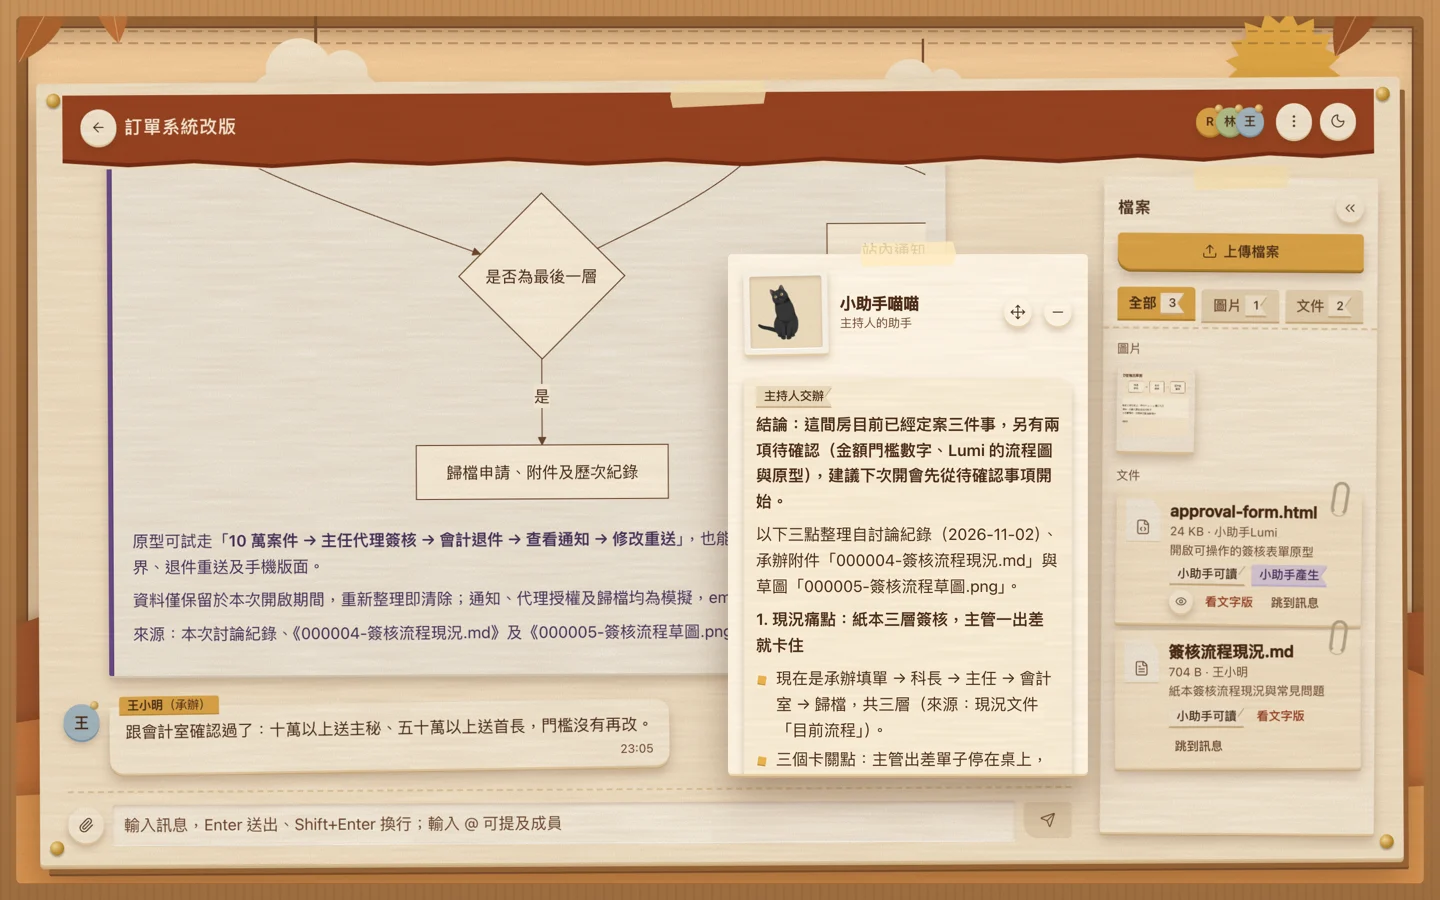 訂單系統改版
R 林 王
是否為最後一層
是
歸檔申請、附件及歷次紀錄
站內通知
原型可試走「10 萬案件 → 主任代理簽核 → 會計退件 → 查看通知 → 修改重送」，也能
界、退件重送及手機版面。
資料僅保留於本次開啟期間，重新整理即清除；通知、代理授權及歸檔均為模擬，em
來源：本次討論紀錄、《000004-簽核流程現況.md》及《000005-簽核流程草圖.png
王
王小明（承辦）
跟會計室確認過了：十萬以上送主秘、五十萬以上送首長，門檻沒有再改。
23:05
輸入訊息，Enter 送出、Shift+Enter 換行；輸入 @ 可提及成員
小助手喵喵
主持人的助手
主持人交辦
結論：這間房目前已經定案三件事，另有兩
項待確認（金額門檻數字、Lumi 的流程圖
與原型），建議下次開會先從待確認事項開
始。
以下三點整理自討論紀錄（2026-11-02）、
承辦附件「000004-簽核流程現況.md」與
草圖「000005-簽核流程草圖.png」。
1. 現況痛點：紙本三層簽核，主管一出差
就卡住
現在是承辦填單 → 科長 → 主任 → 會計
室 → 歸檔，共三層（來源：現況文件
「目前流程」）。
三個卡關點：主管出差單子停在桌上，
檔案
上傳檔案
全部 3 圖片 1 文件 2
圖片
文件
approval-form.html
24 KB · 小助手Lumi
開啟可操作的簽核表單原型
小助手可讀 小助手產生
看文字版 跳到訊息
簽核流程現況.md
704 B · 王小明
紙本簽核流程現況與常見問題
小助手可讀 看文字版
跳到訊息